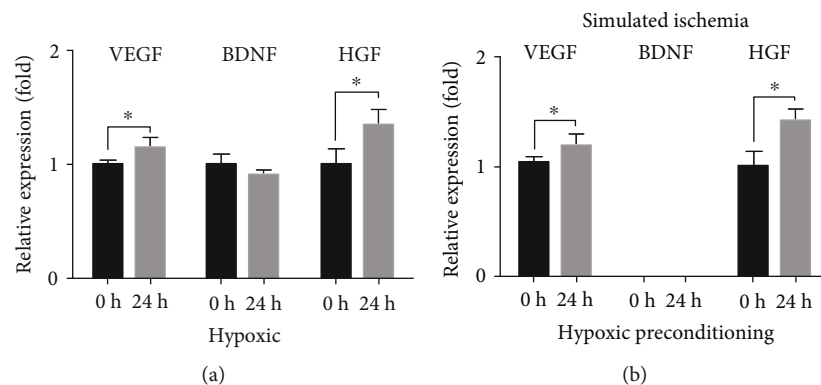 VEGF BDNF HGF
Relative expression (fold)
2
1
0
*
*
0 h 24 h 0 h 24 h 0 h 24 h
Hypoxic
(a)
Simulated ischemia
VEGF BDNF HGF
Relative expression (fold)
2
1
0
*
*
0 h 24 h 0 h 24 h 0 h 24 h
Hypoxic preconditioning
(b)